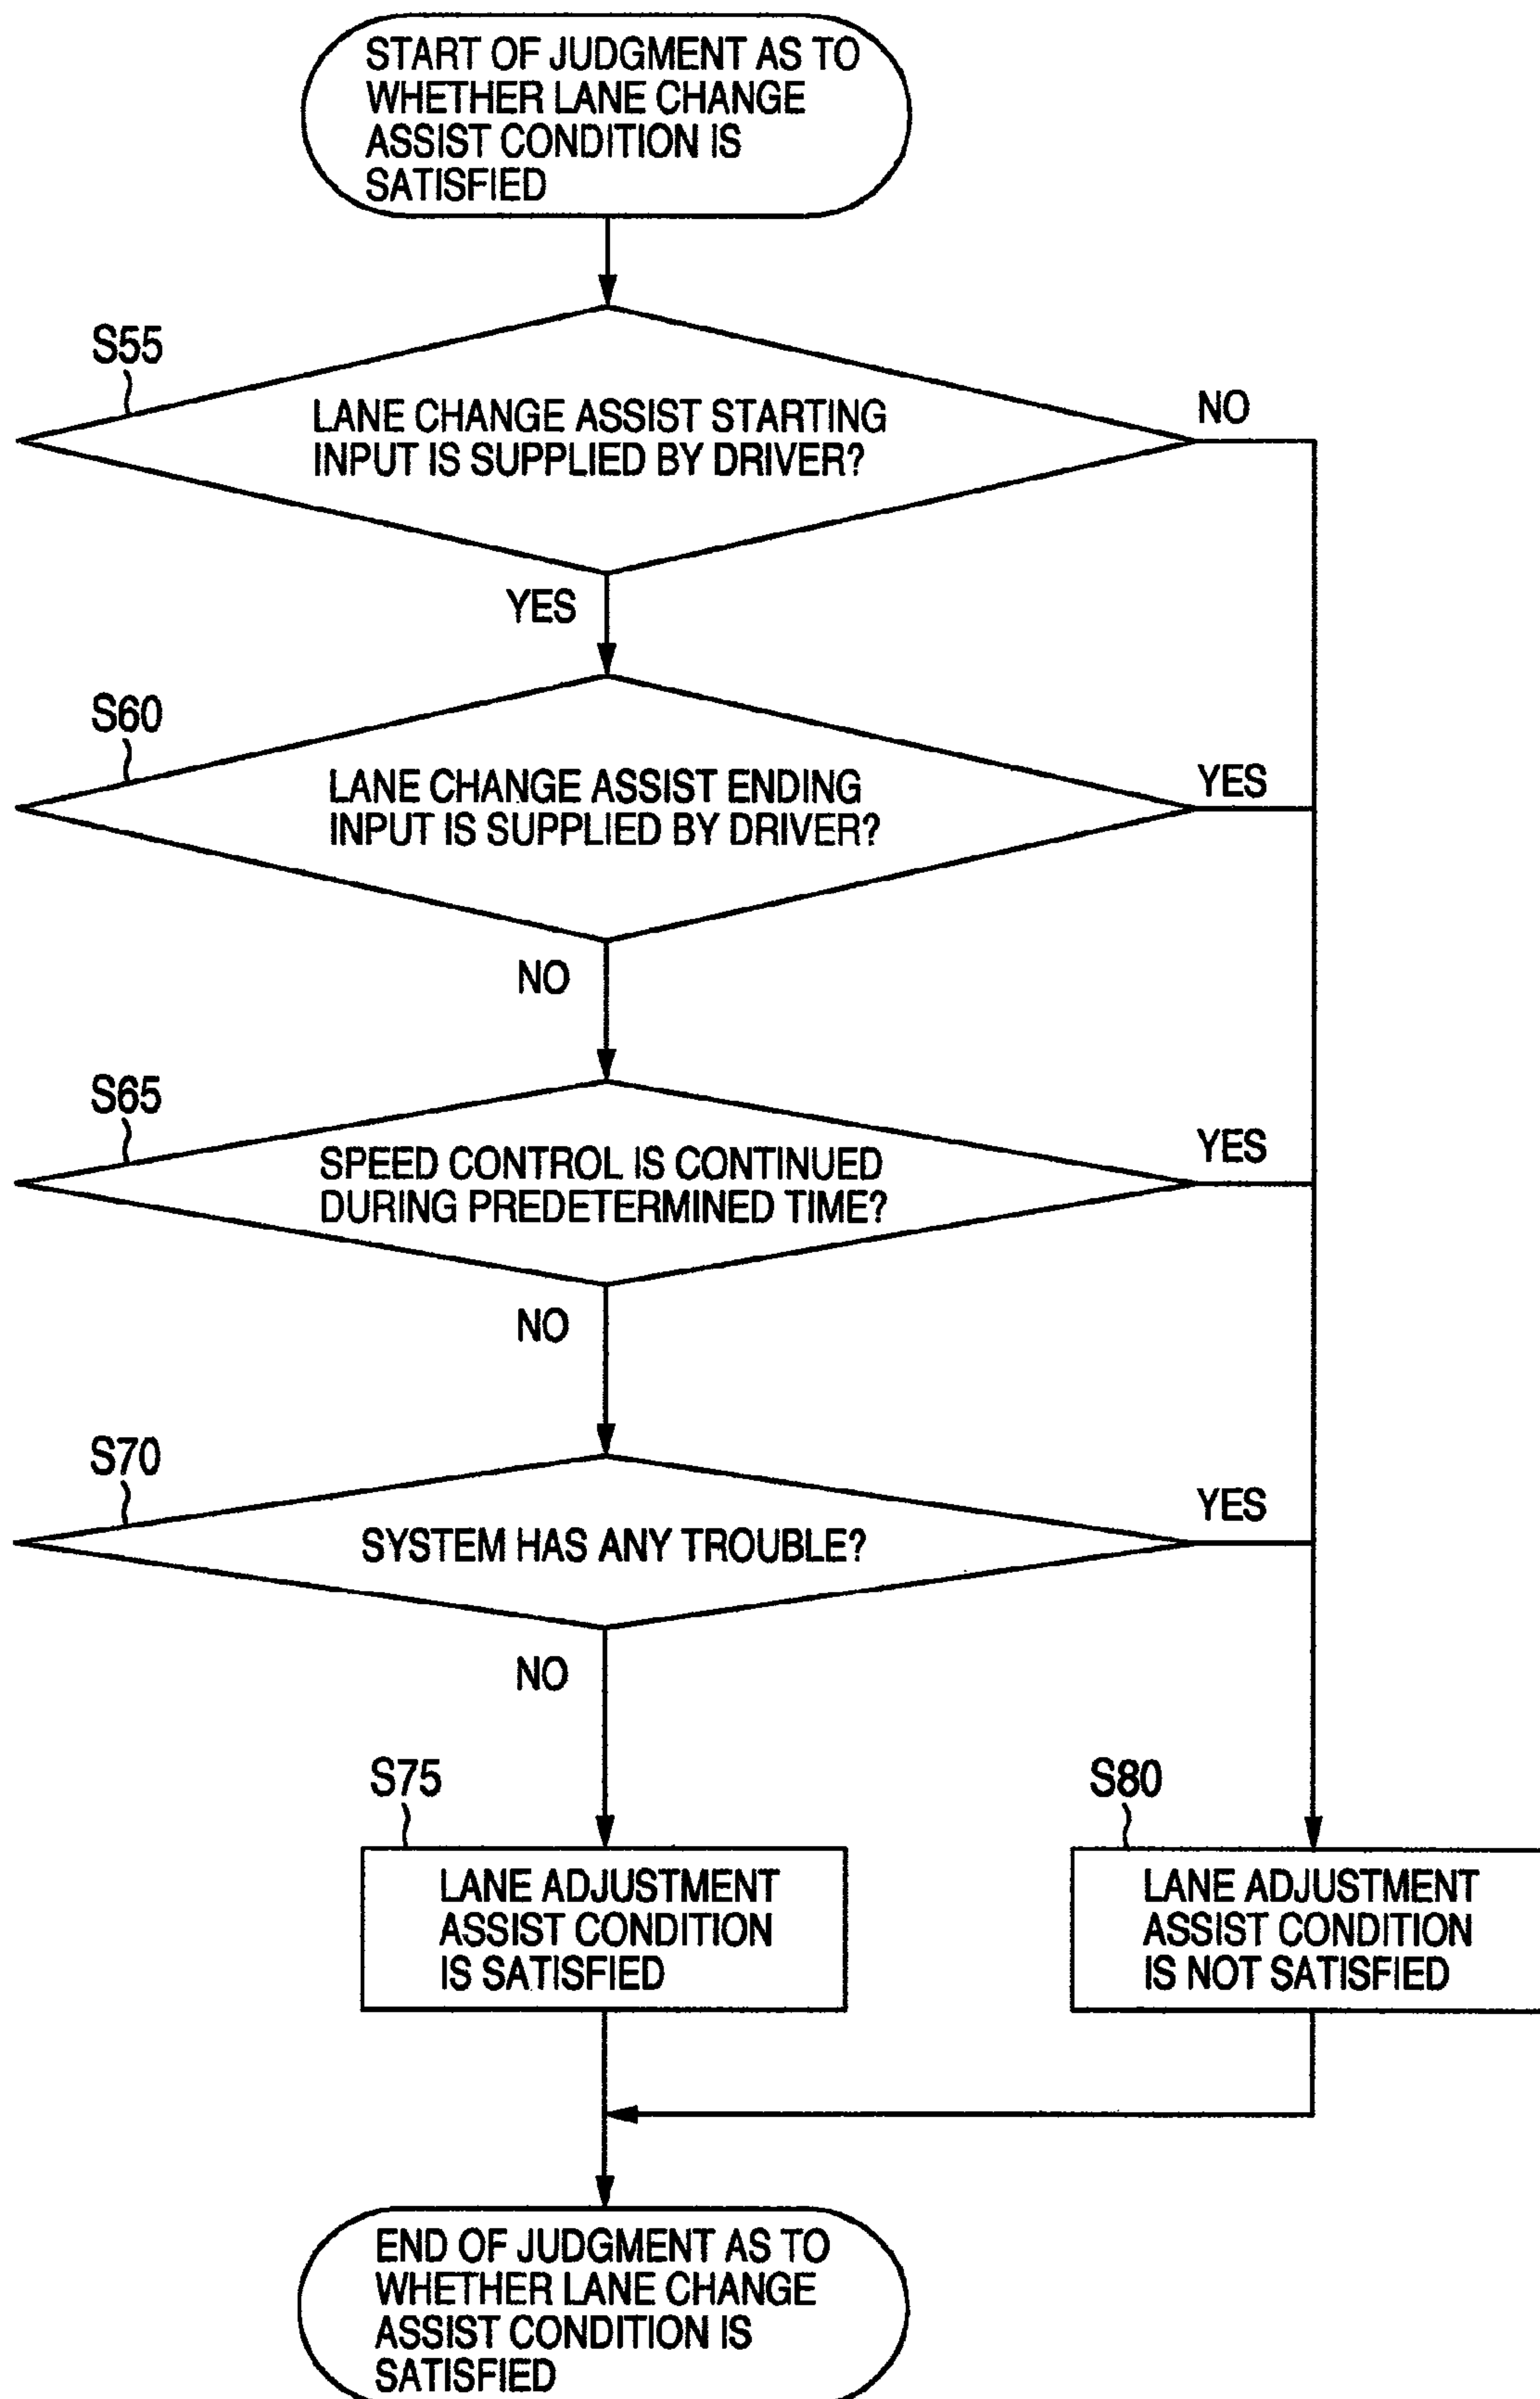 START OF JUDGMENT AS TO
WHETHER LANE CHANGE
ASSIST CONDITION IS
SATISFIED
S55
LANE CHANGE ASSIST STARTING
INPUT IS SUPPLIED BY DRIVER?
NO
YES
S60
LANE CHANGE ASSIST ENDING
INPUT IS SUPPLIED BY DRIVER?
YES
NO
S65
SPEED CONTROL IS CONTINUED
DURING PREDETERMINED TIME?
YES
NO
S70
SYSTEM HAS ANY TROUBLE?
YES
NO
S75
LANE ADJUSTMENT
ASSIST CONDITION
IS SATISFIED
S80
LANE ADJUSTMENT
ASSIST CONDITION
IS NOT SATISFIED
END OF JUDGMENT AS TO
WHETHER LANE CHANGE
ASSIST CONDITION IS
SATISFIED